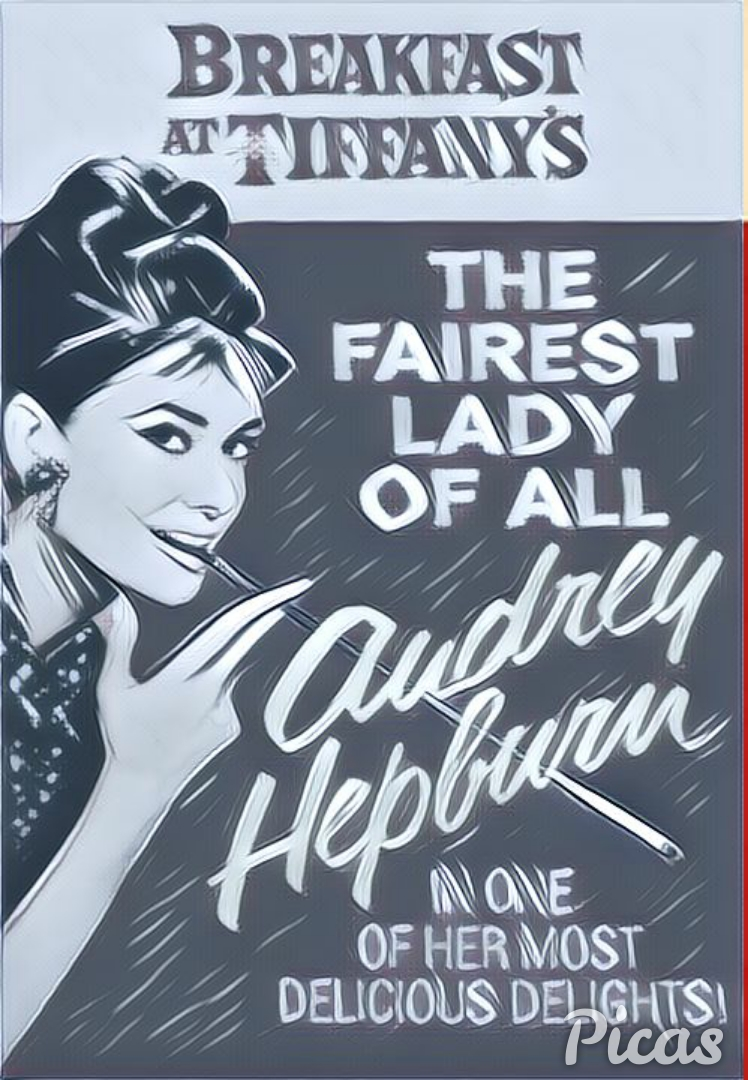 BREAKFAST
AT TIFFANY'S
THE
FAIREST
LADY
OF ALL
Audrey
Hepburn
IN ONE
OF HER MOST
DELICIOUS DELIGHTS!
Picas